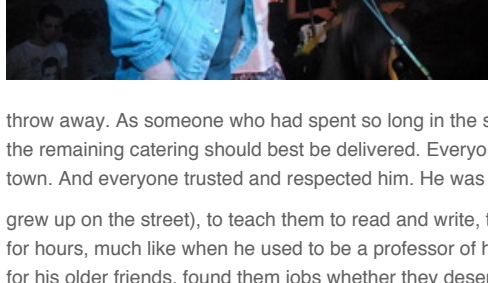 throw away. As someone who had spent so long in the
the remaining catering should best be delivered.
town. And everyone trusted and respected him. He was
grew up on the street), to teach them to read and write,
for hours, much like when he used to be a professor of
for his older friends, found them jobs whether they